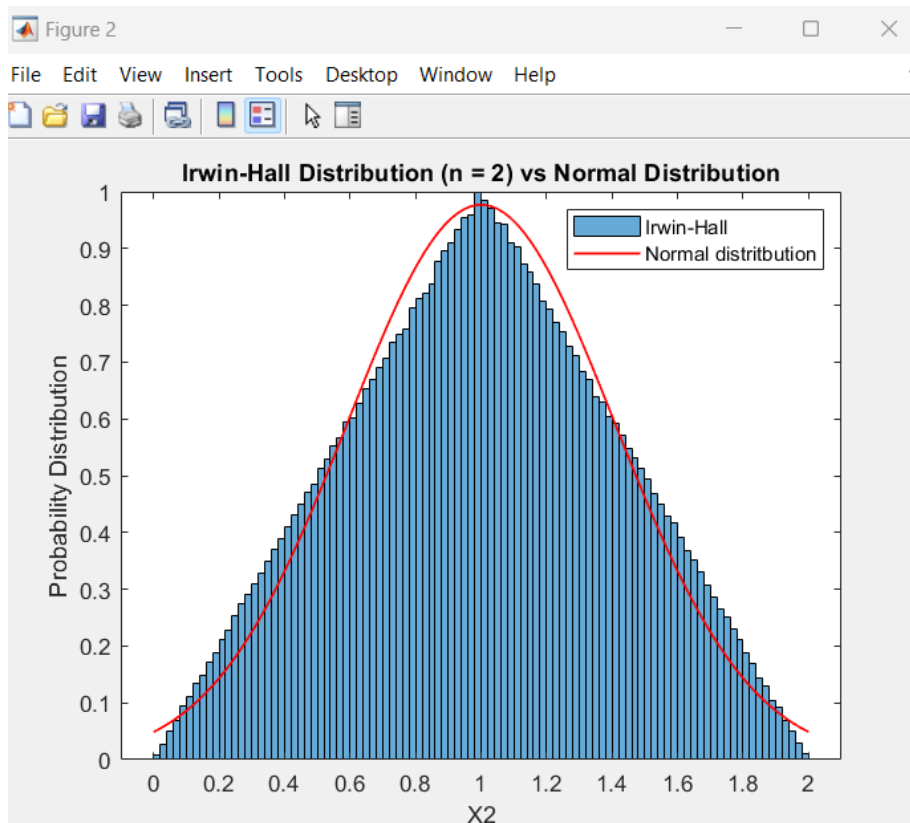 Figure 2
File Edit View Insert Tools Desktop Window Help
Irwin-Hall Distribution (n = 2) vs Normal Distribution
Irwin-Hall
Normal distritbution
Probability Distribution
1
0.9
0.8
0.7
0.6
0.5
0.4
0.3
0.2
0.1
0
0 0.2 0.4 0.6 0.8 1 1.2 1.4 1.6 1.8 2
X2